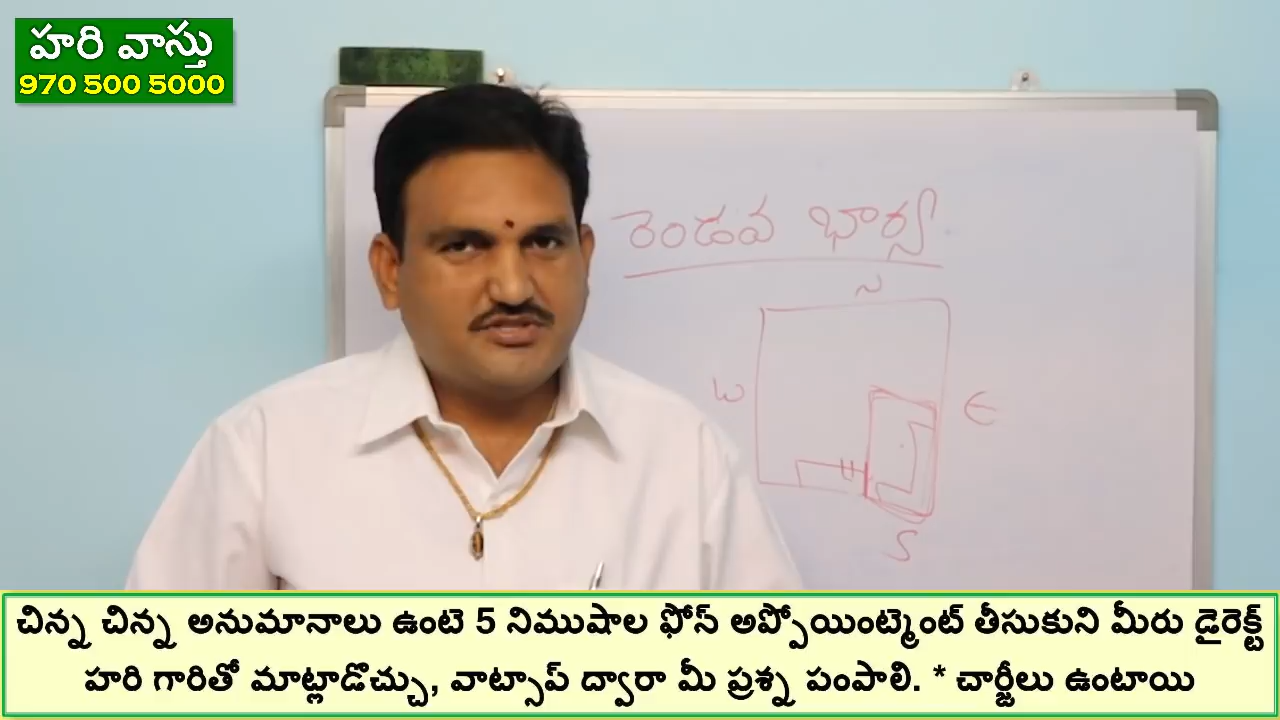 హరి వాస్తు
970 500 5000
రెండవ భార్య
N
W
E
S
చిన్న చిన్న అనుమానాలు ఉంటె 5 నిముషాల ఫోన్ అప్పోయింట్మెంట్ తీసుకుని మీరు డైరెక్ట్
హరి గారితో మాట్లాడొచ్చు, వాట్సాప్ ద్వారా మీ ప్రశ్న పంపాలి. * చార్జీలు ఉంటాయి